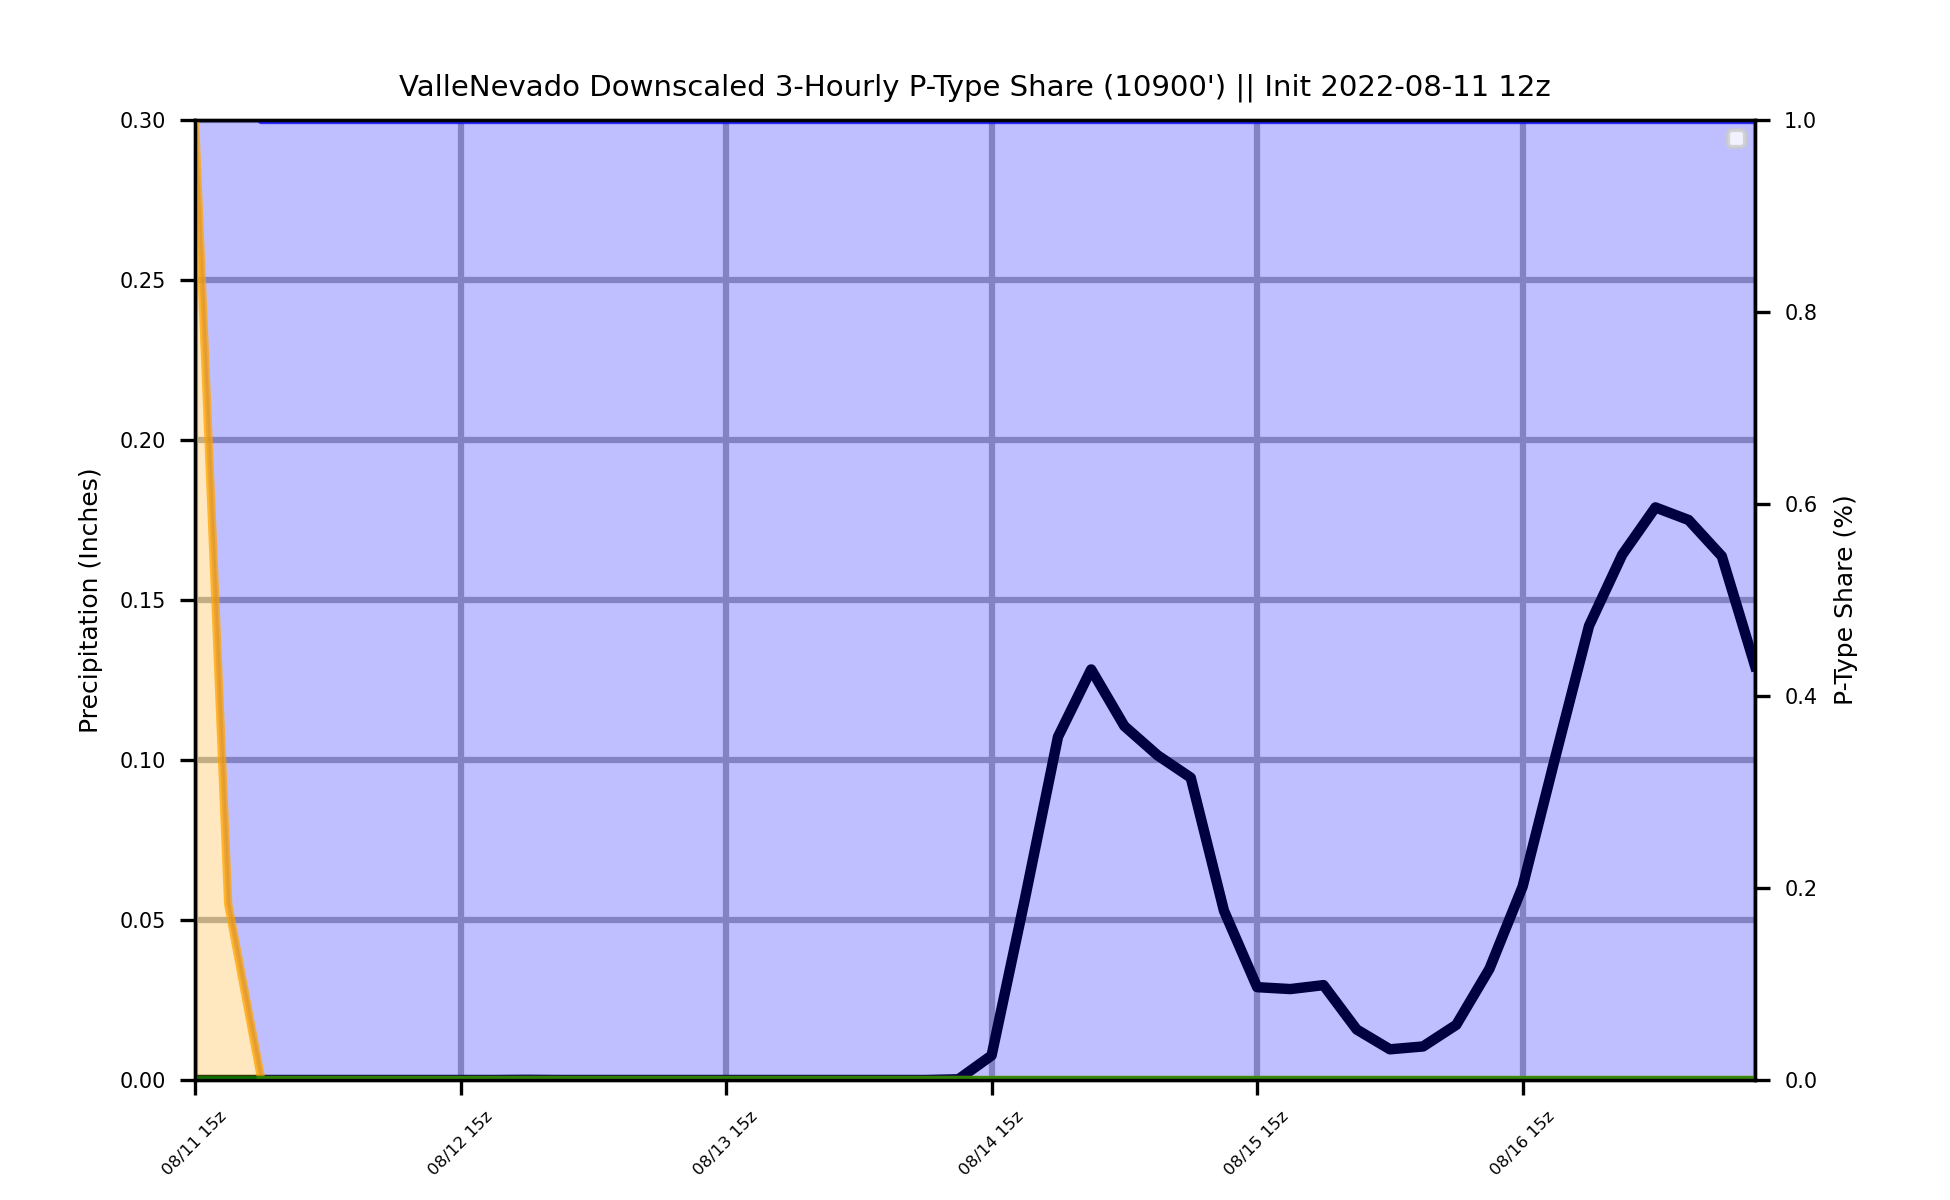 ValleNevado Downscaled 3-Hourly P-Type Share (10900') || Init 2022-08-11 12z
0.30
0.25
0.20
0.15
0.10
0.05
0.00
Precipitation (Inches)
1.0
0.8
0.6
0.4
0.2
0.0
P-Type Share (%)
08/11 15z
08/12 15z
08/13 15z
08/14 15z
08/15 15z
08/16 15z